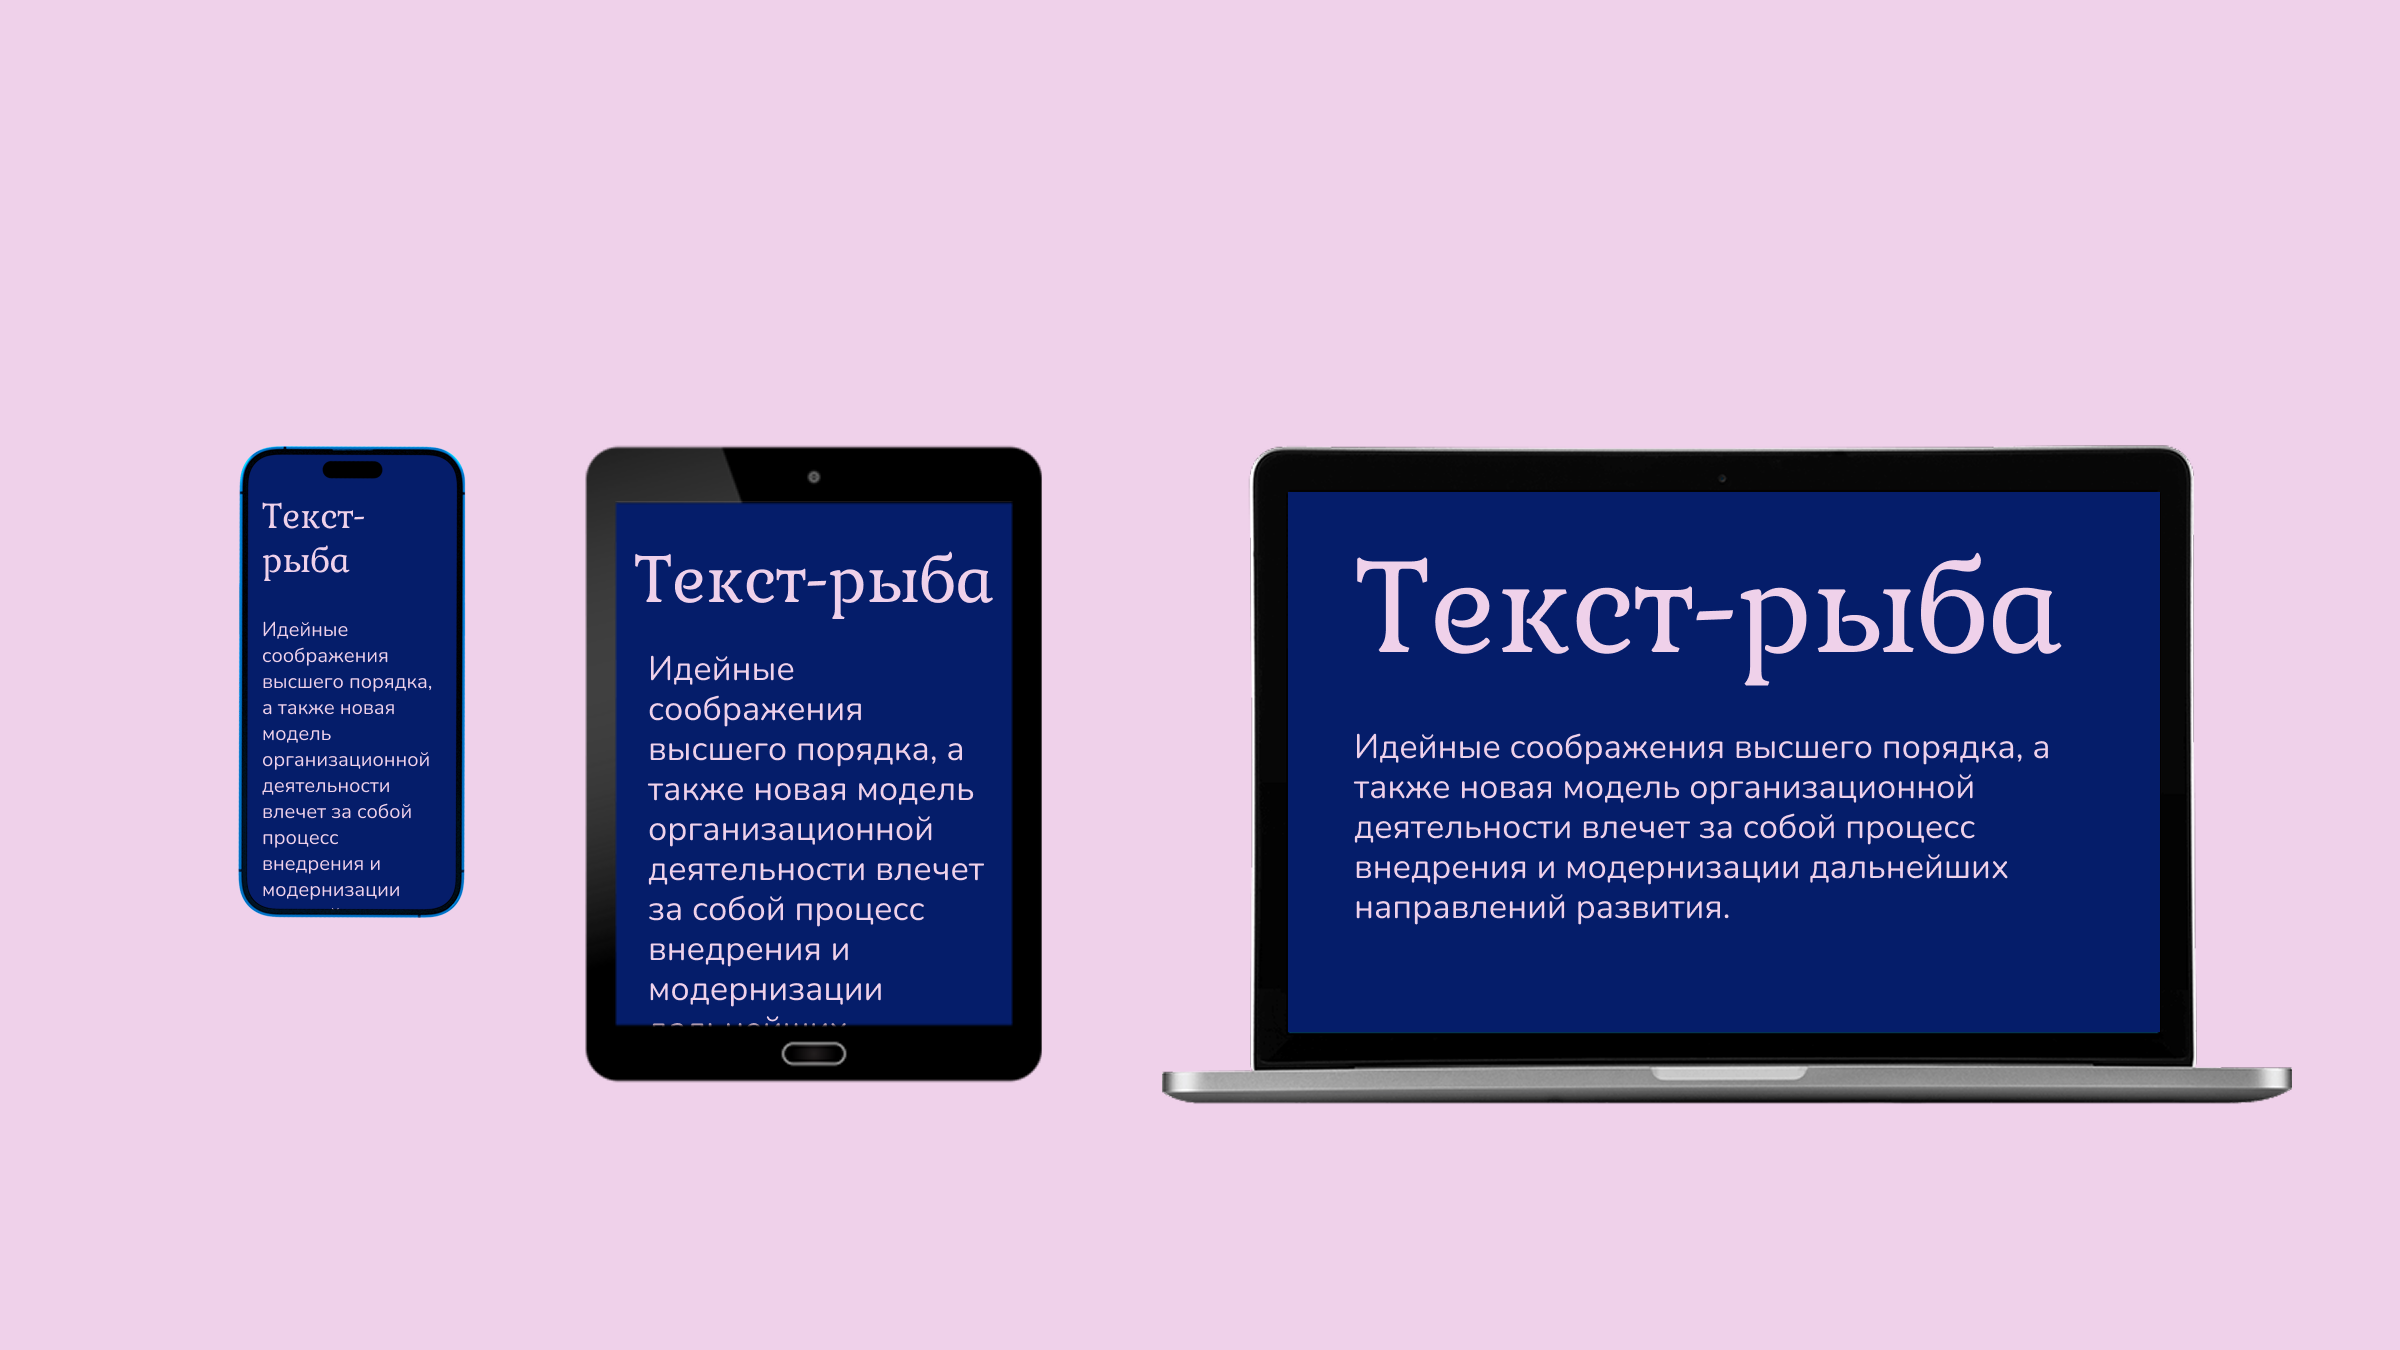 Текст-
рыба
Идейные
соображения
высшего порядка,
а также новая
модель
организационной
деятельности
влечет за собой
процесс
внедрения и
модернизации
Текст-рыба
Идейные
соображения
высшего порядка, а
также новая модель
организационной
деятельности влечет
за собой процесс
внедрения и
модернизации
дальнейших
Текст-рыба
Идейные соображения высшего порядка, а
также новая модель организационной
деятельности влечет за собой процесс
внедрения и модернизации дальнейших
направлений развития.